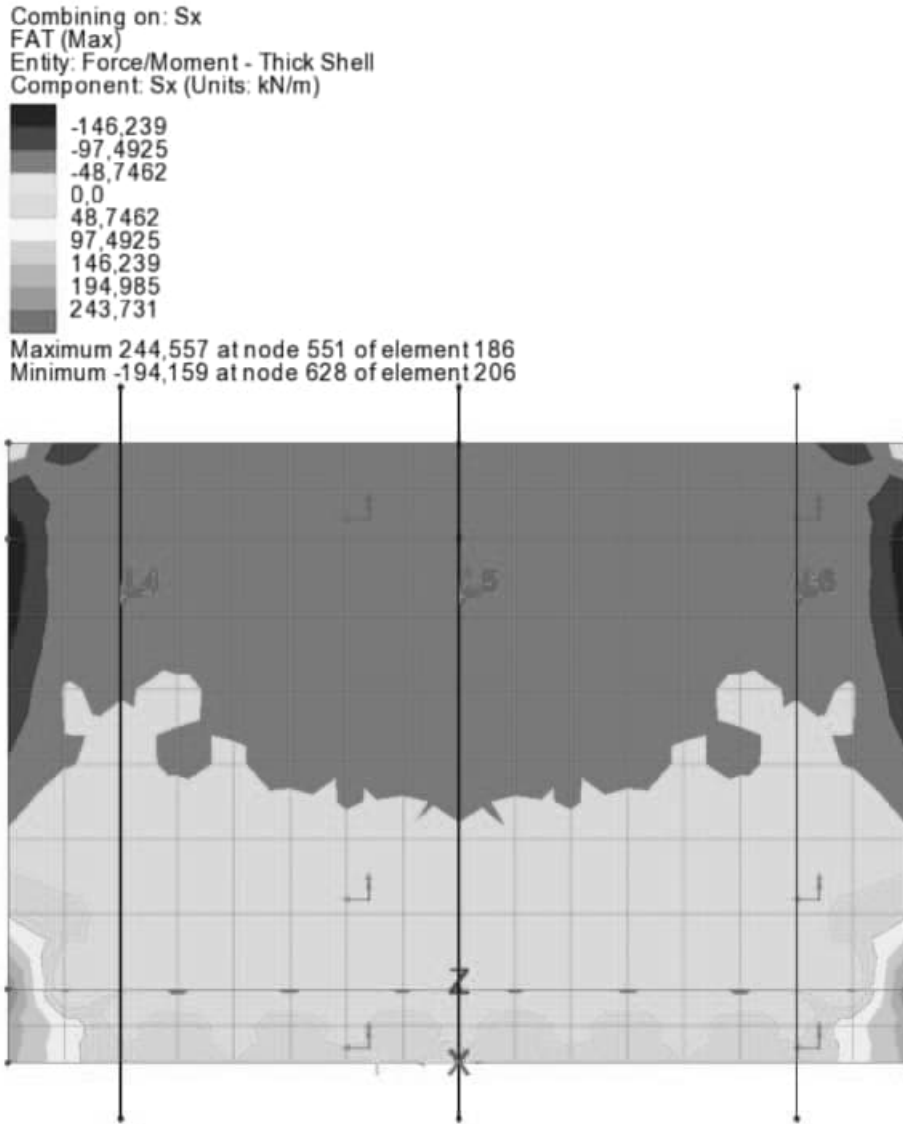 Combining on: Sx
FAT (Max)
Entity: Force/Moment - Thick Shell
Component: Sx (Units: kN/m)
-146,239
-97,4925
-48,7462
0,0
48,7462
97,4925
146,239
194,985
243,731
Maximum 244,557 at node 551 of element 186
Minimum -194,159 at node 628 of element 206
L4
L5
L6
Z
X